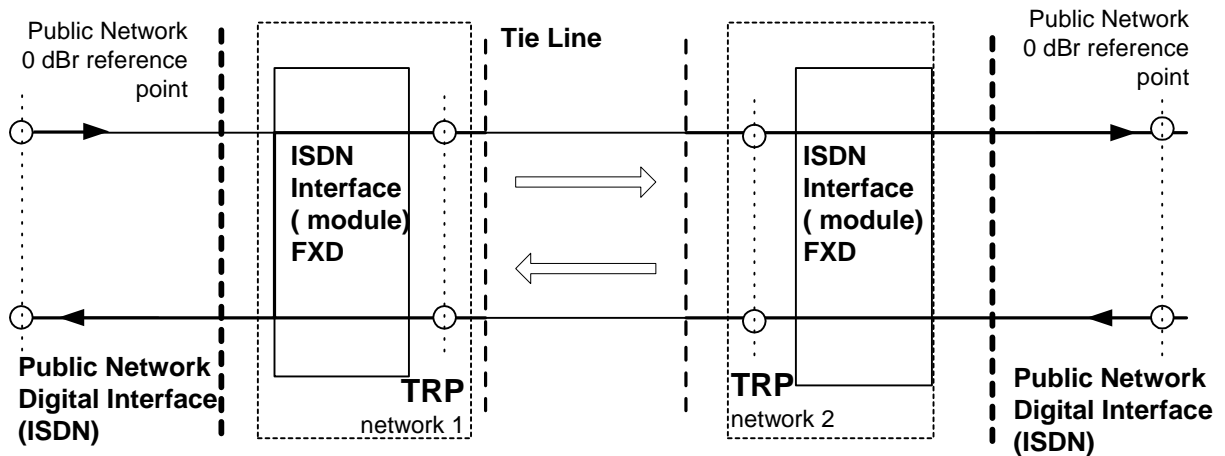 Public Network
0 dBr reference
point
Tie Line
Public Network
0 dBr reference
point
ISDN
Interface
( module)
FXD
ISDN
Interface
( module)
FXD
Public Network
Digital Interface
(ISDN)
TRP
network 1
TRP
network 2
Public Network
Digital Interface
(ISDN)